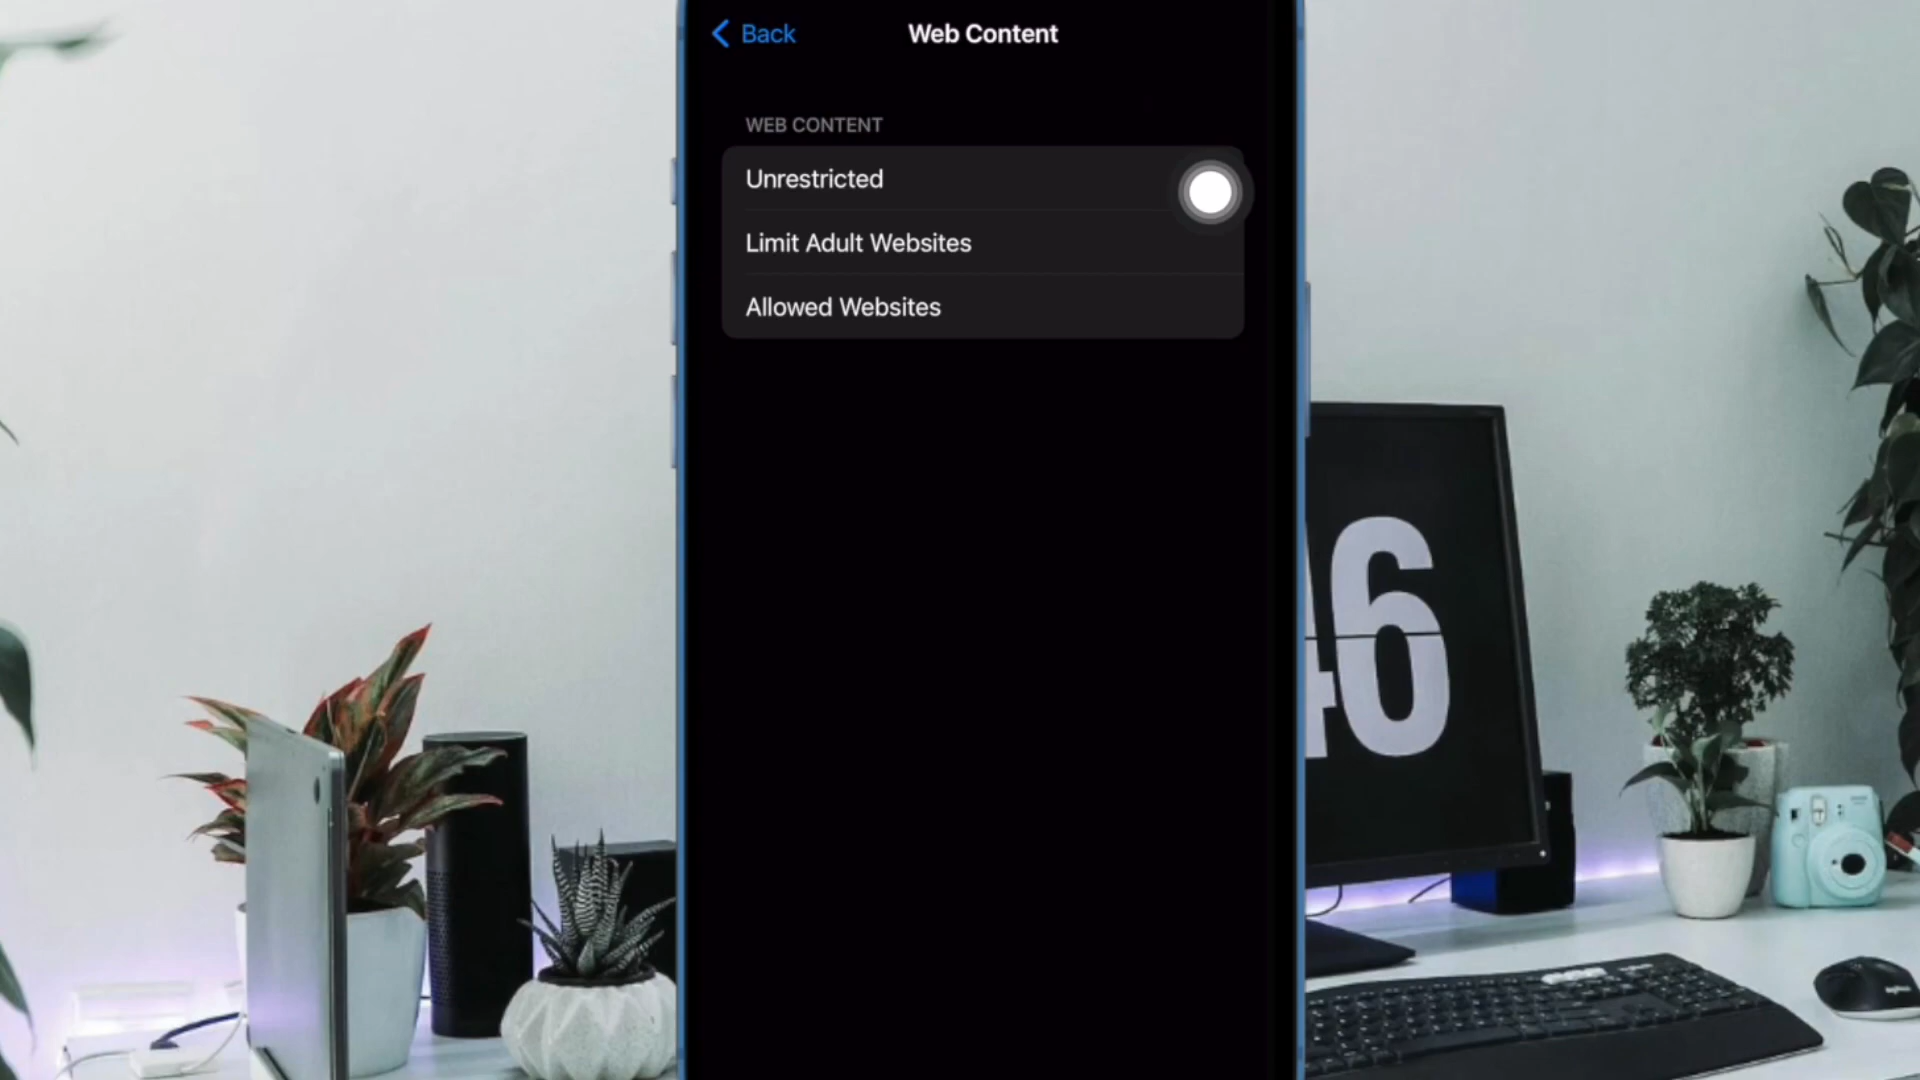 Back
Web Content
WEB CONTENT
Unrestricted
Limit Adult Websites
Allowed Websites
46